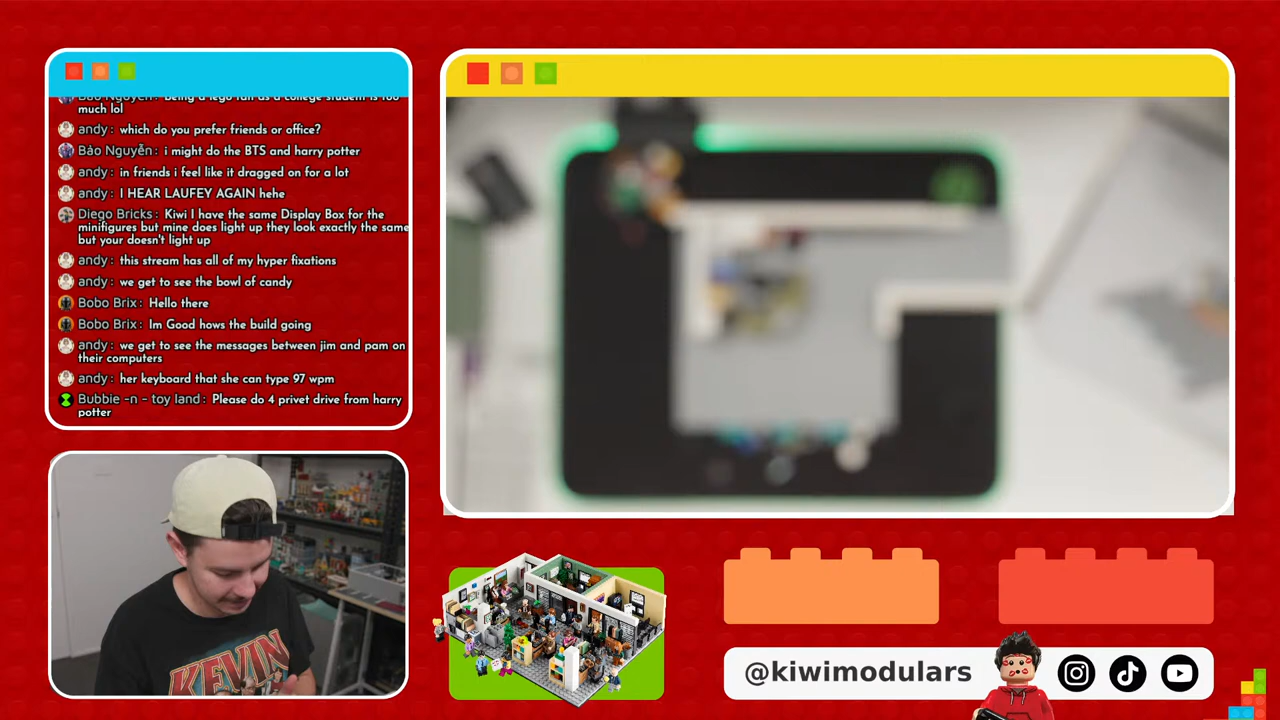 much lol
andy: which do you prefer friends or office?
Bảo Nguyễn: i might do the BTS and harry potter
andy: in friends i feel like it dragged on for a lot
andy: I HEAR LAUFEY AGAIN hehe
Diego Bricks: Kiwi I have the same Display Box for the
minifigures but mine does light up they look exactly the same
but your doesn't light up
andy: this stream has all of my hyper fixations
andy: we get to see the bowl of candy
Bobo Brix: Hello there
Bobo Brix: Im Good hows the build going
andy: we get to see the messages between jim and pam on
their computers
andy: her keyboard that she can type 97 wpm
Bubbie -n - toy land: Please do 4 privet drive from harry
potter
KEVIN
@kiwimodulars